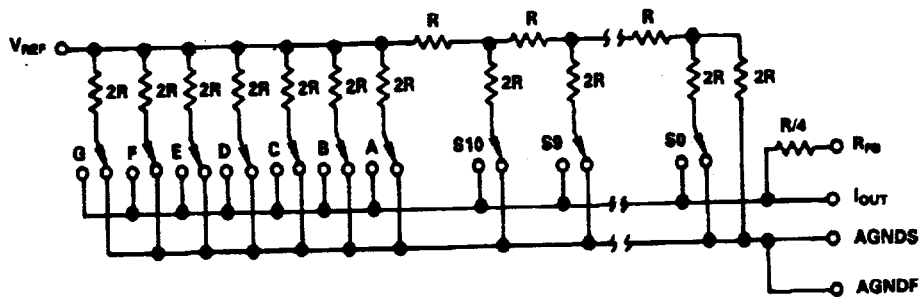 R R R
VREF
2R 2R 2R 2R 2R 2R 2R 2R 2R 2R 2R
G F E D C B A S10 S9 S0
R/4
RFB
IOUT
AGNDS
AGNDF